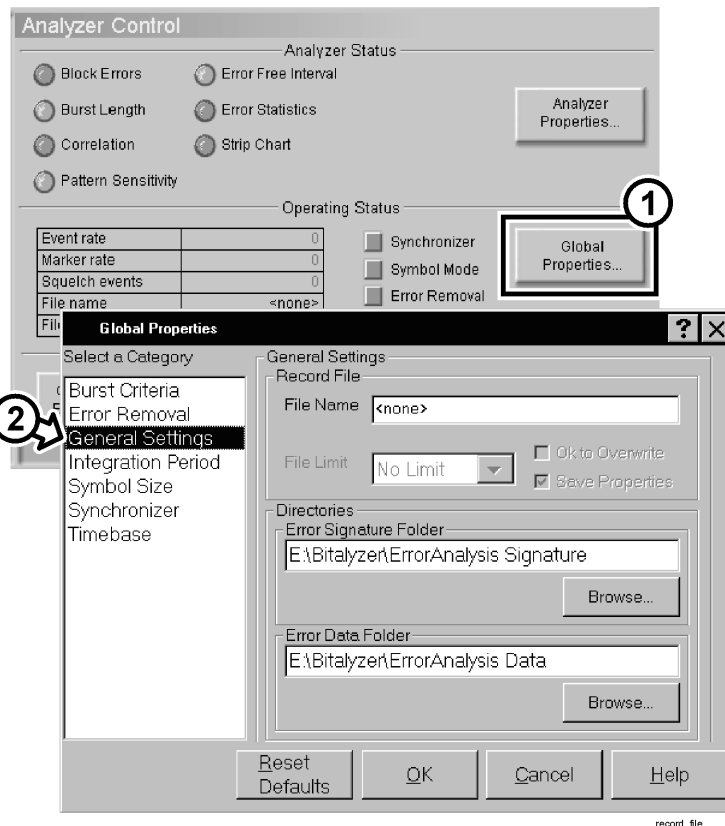 Analyzer Control
Analyzer Status
Block Errors
Error Free Interval
Burst Length
Error Statistics
Analyzer
Properties...
Correlation
Strip Chart
Pattern Sensitivity
1
Operating Status
Event rate 0
Marker rate 0
Squelch events 0
File name <none>
Synchronizer
Symbol Mode
Error Removal
Global
Properties...
Global Properties
?
X
Select a Category
Burst Criteria
Error Removal
2
General Settings
Integration Period
Symbol Size
Synchronizer
Timebase
General Settings
Record File
File Name <none>
File Limit No Limit
Ok to Overwrite
Save Properties
Directories
Error Signature Folder
E:\Bitalyzer\ErrorAnalysis Signature
Browse...
Error Data Folder
E:\Bitalyzer\ErrorAnalysis Data
Browse...
Reset
Defaults
OK
Cancel
Help
record_file